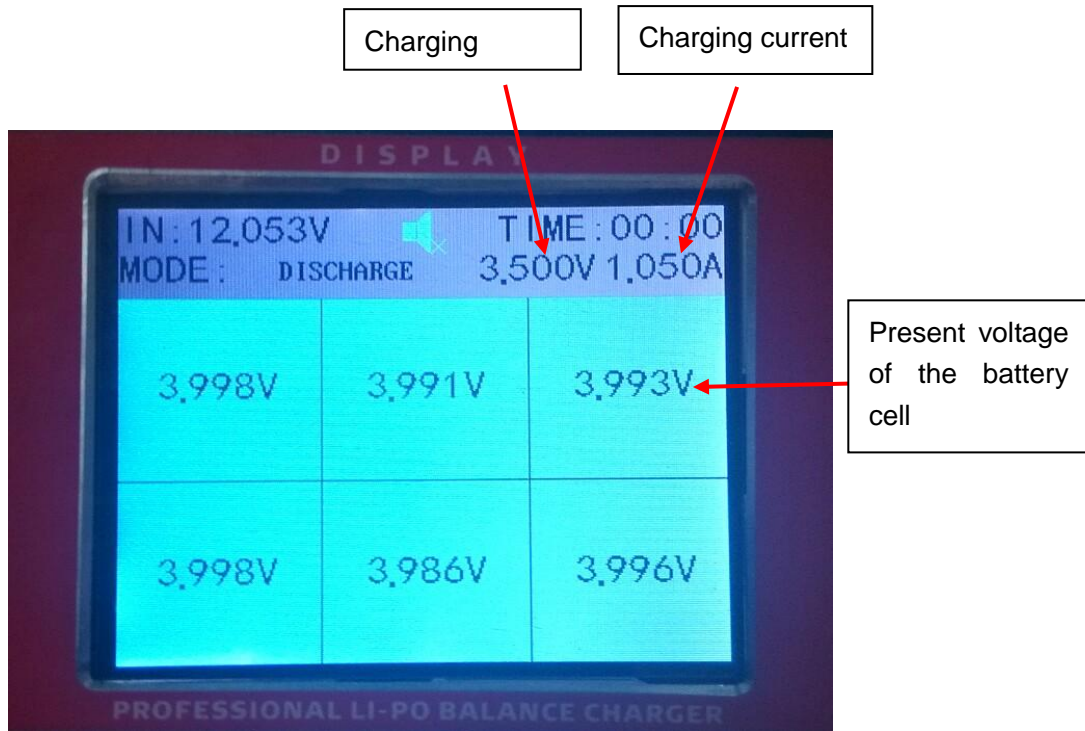 Charging
Charging current
DISPLAY
IN:12.053V TIME:00:00
MODE: DISCHARGE 3.500V 1.050A
3.998V 3.991V 3.993V
Present voltage
of the battery
cell
3.998V 3.986V 3.996V
PROFESSIONAL LI-PO BALANCE CHARGER